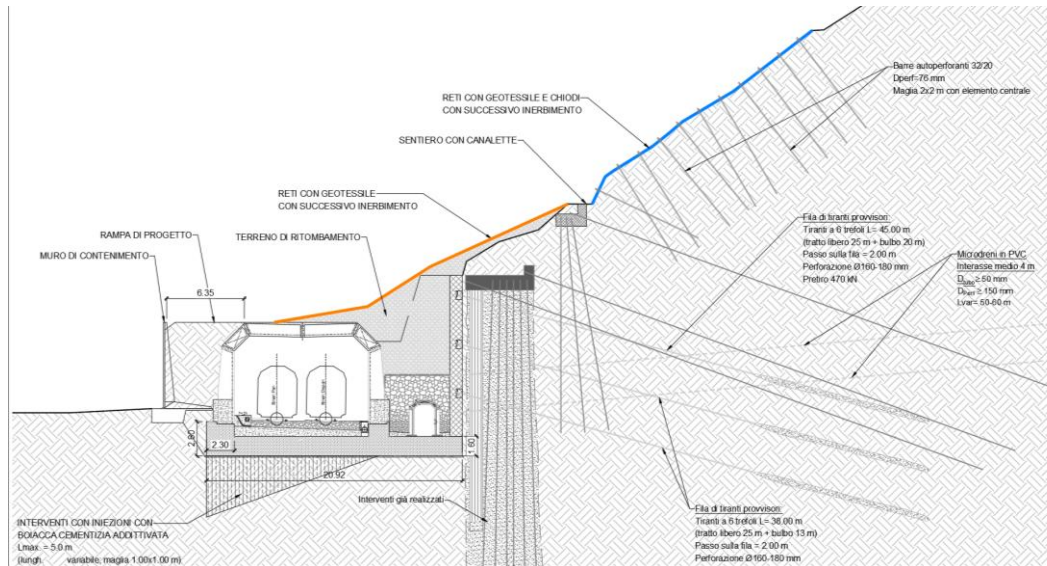 Barre autoperforanti 32/20
Dperf=76 mm
Maglia 2x2 m con elemento centrale
RETI CON GEOTESSILE E CHIODI
CON SUCCESSIVO INERBIMENTO
SENTIERO CON CANALETTE
RETI CON GEOTESSILE
CON SUCCESSIVO INERBIMENTO
RAMPA DI PROGETTO
TERRENO DI RITOMBAMENTO
MURO DI CONTENIMENTO
6.35
Fila di tiranti provvisori:
Tiranti a 6 trefoli L= 45.00 m
(tratto libero 25 m + bulbo 20 m)
Passo sulla fila = 2.00 m
Perforazione Ø160-180 mm
Pretiro 470 kN
Microdreni in PVC
Interasse medio 4 m
≥ 50 mm
≥ 150 mm
Lvar= 50-60 m
2.80
2.30
1.60
20.92
Interventi già realizzati
INTERVENTI CON INIEZIONI CON
BOIACCA CEMENTIZIA ADDITTIVATA
Lmax. = 5.0 m
(lungh. variabile, maglia 1.00x1.00 m)
Fila di tiranti provvisori:
Tiranti a 6 trefoli L= 38.00 m
(tratto libero 25 m + bulbo 13 m)
Passo sulla fila = 2.00 m
Perforazione Ø160-180 mm